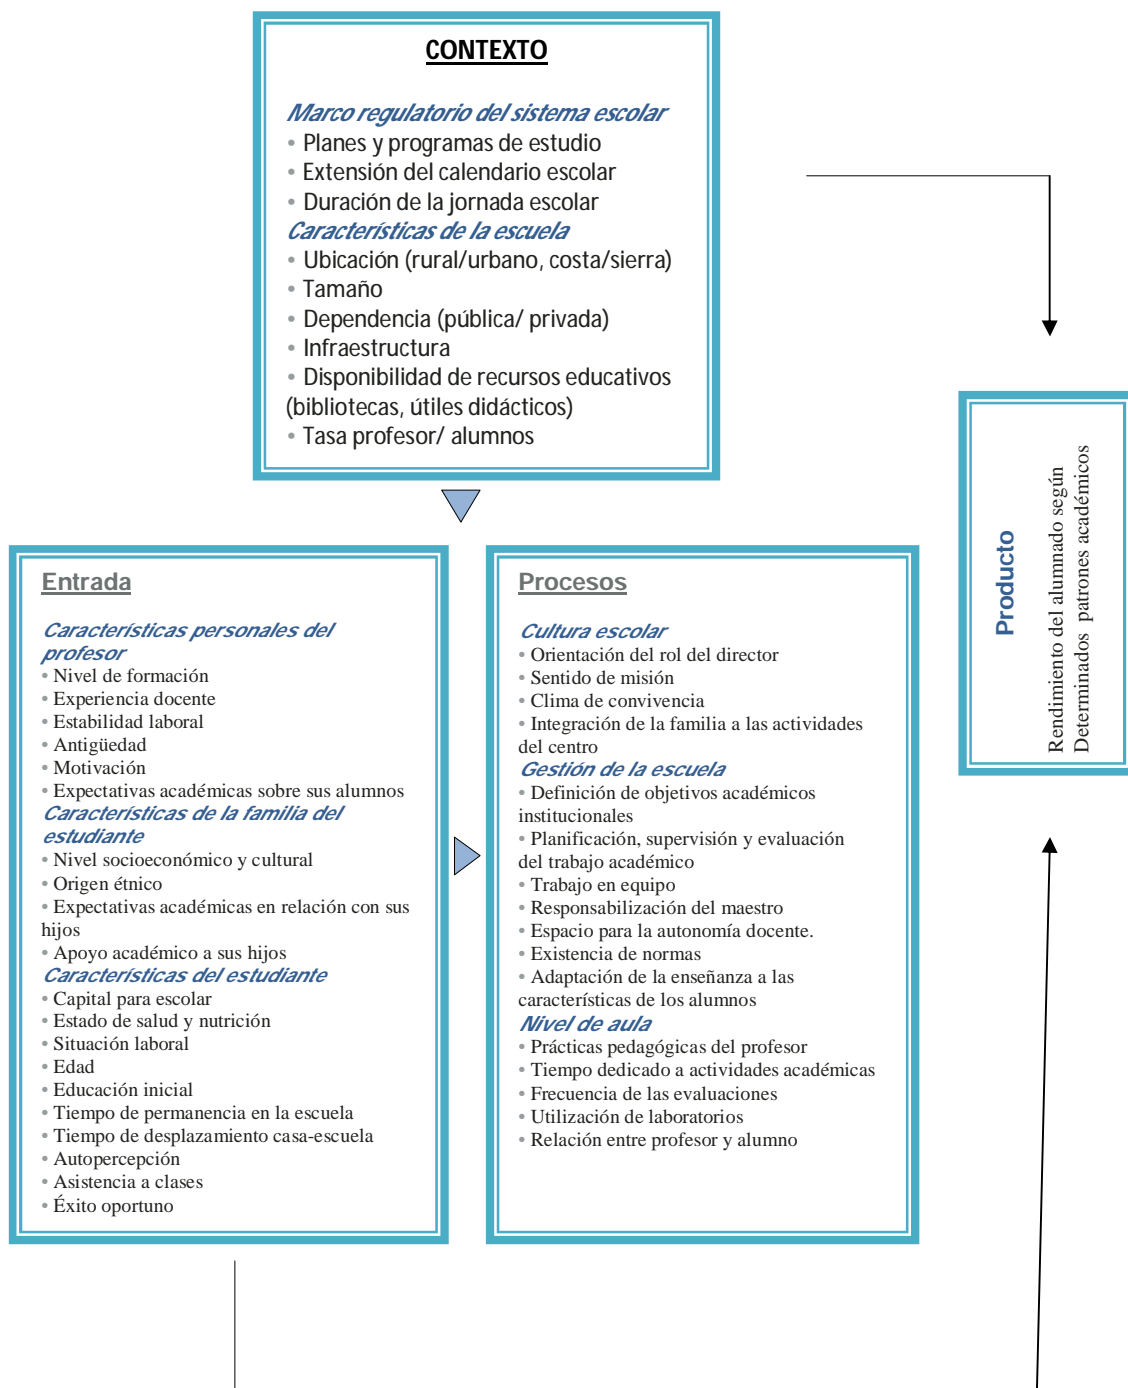 CONTEXTO
Marco regulatorio del sistema escolar
• Planes y programas de estudio
• Extensión del calendario escolar
• Duración de la jornada escolar
Características de la escuela
• Ubicación (rural/urbano, costa/sierra)
• Tamaño
• Dependencia (pública/ privada)
• Infraestructura
• Disponibilidad de recursos educativos
(bibliotecas, útiles didácticos)
• Tasa profesor/ alumnos
Entrada
Características personales del
profesor
• Nivel de formación
• Experiencia docente
• Estabilidad laboral
• Antigüedad
• Motivación
• Expectativas académicas sobre sus alumnos
Características de la familia del
estudiante
• Nivel socioeconómico y cultural
• Origen étnico
• Expectativas académicas en relación con sus
hijos
• Apoyo académico a sus hijos
Características del estudiante
• Capital para escolar
• Estado de salud y nutrición
• Situación laboral
• Edad
• Educación inicial
• Tiempo de permanencia en la escuela
• Tiempo de desplazamiento casa-escuela
• Autopercepción
• Asistencia a clases
• Éxito oportuno
Procesos
Cultura escolar
• Orientación del rol del director
• Sentido de misión
• Clima de convivencia
• Integración de la familia a las actividades
del centro
Gestión de la escuela
• Definición de objetivos académicos
institucionales
• Planificación, supervisión y evaluación
del trabajo académico
• Trabajo en equipo
• Responsabilización del maestro
• Espacio para la autonomía docente.
• Existencia de normas
• Adaptación de la enseñanza a las
características de los alumnos
Nivel de aula
• Prácticas pedagógicas del profesor
• Tiempo dedicado a actividades académicas
• Frecuencia de las evaluaciones
• Utilización de laboratorios
• Relación entre profesor y alumno
Producto
Rendimiento del alumnado según
Determinados patrones académicos